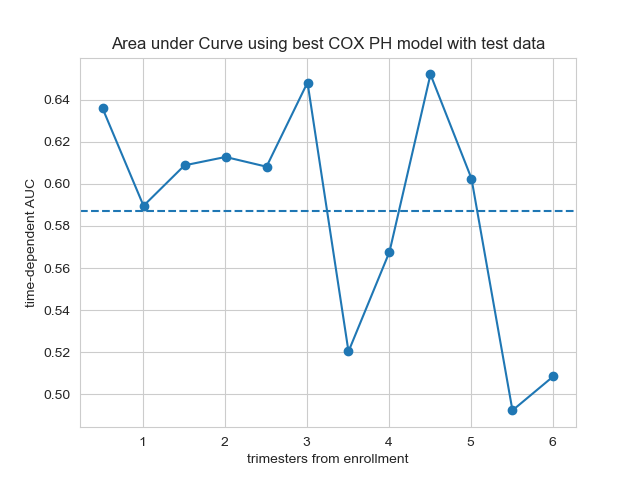 Area under Curve using best COX PH model with test data
time-dependent AUC
0.64
0.62
0.60
0.58
0.56
0.54
0.52
0.50
1 2 3 4 5 6
trimesters from enrollment